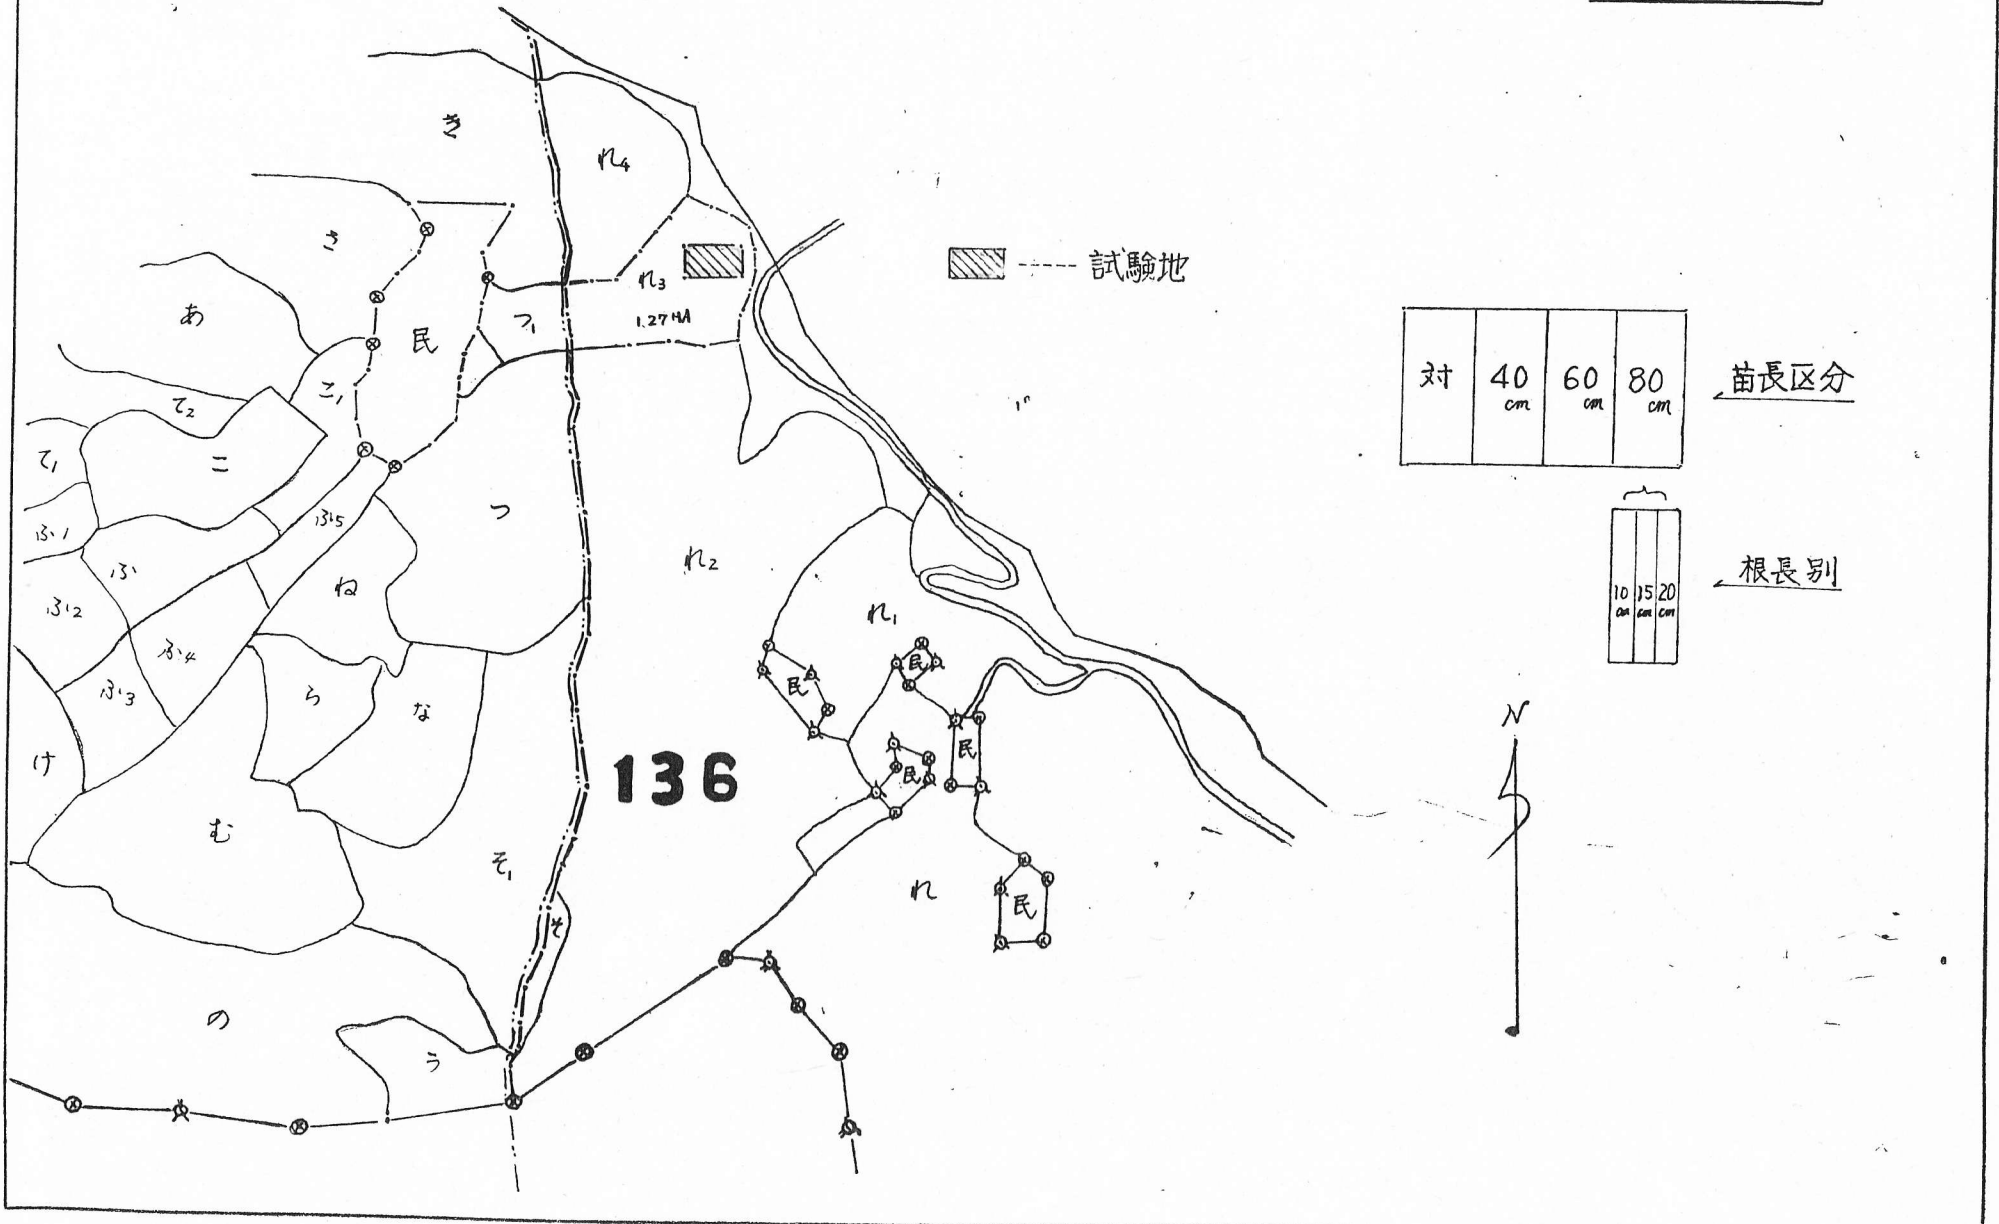 き
れ4
さ
れ3
試験地
あ
民
つ1
1.27HA
対
40
cm
60
cm
80
cm
苗長区分
こ1
て2
て1
こ
ふ1
ふ5
つ
れ2
ふ
ね
ふ2
10
cm
15
cm
20
cm
根長別
れ1
ふ4
民
民
ふ3
ら
な
N
け
民
民
136
む
そ1
れ
民
そ
の
う